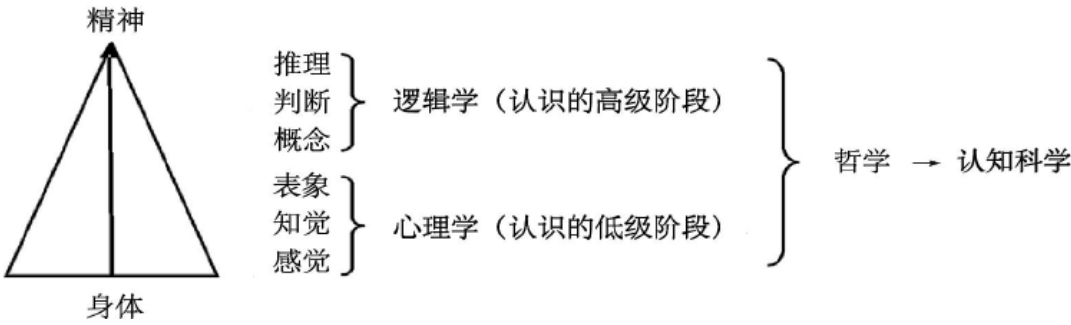 精神
推理
判断
概念
逻辑学（认识的高级阶段）
表象
知觉
感觉
心理学（认识的低级阶段）
哲学 → 认知科学
身体